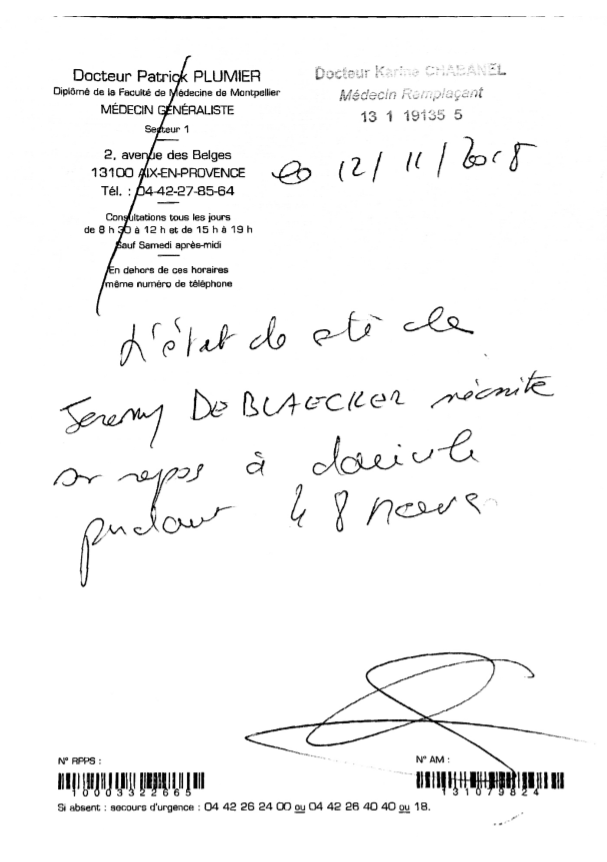 Docteur Patrick PLUMIER
Diplômé de la Faculté de Médecine de Montpellier
MÉDECIN GÉNÉRALISTE
Secteur 1
2, avenue des Belges
13100 AIX-EN-PROVENCE
Tél. : 04-42-27-85-64
Consultations tous les jours
de 8 h 30 à 12 h et de 15 h à 19 h
Sauf Samedi après-midi
En dehors de ces horaires
même numéro de téléphone
Docteur Karine CHABANEL
Médecin Remplaçant
13 1 19135 5
le 12/11/2018
L'état de sté de
Jeremy DE BLAECKER nécessite
un repos à domicile
pendant 48 heures
N° RPPS :
10003322665
N° AM :
131079824
Si absent : secours d'urgence : 04 42 26 24 00 ou 04 42 26 40 40 ou 18.